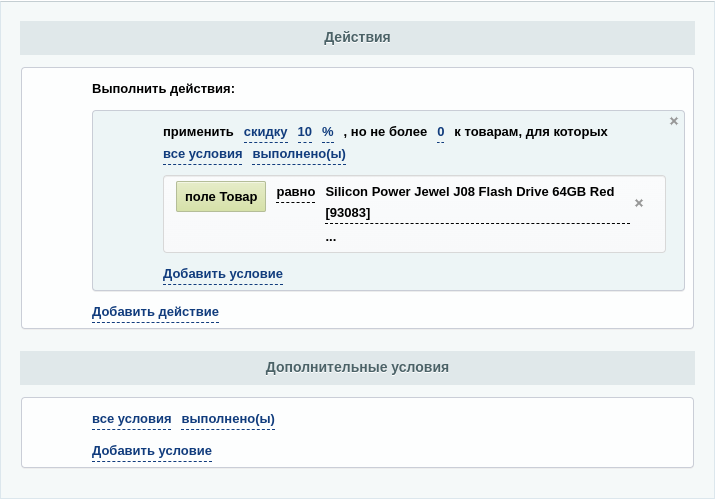 Действия
Выполнить действия:
применить скидку 10 % , но не более 0 к товарам, для которых
все условия выполнено(ы)
поле Товар равно Silicon Power Jewel J08 Flash Drive 64GB Red
[93083]
...
Добавить условие
Добавить действие
Дополнительные условия
все условия выполнено(ы)
Добавить условие